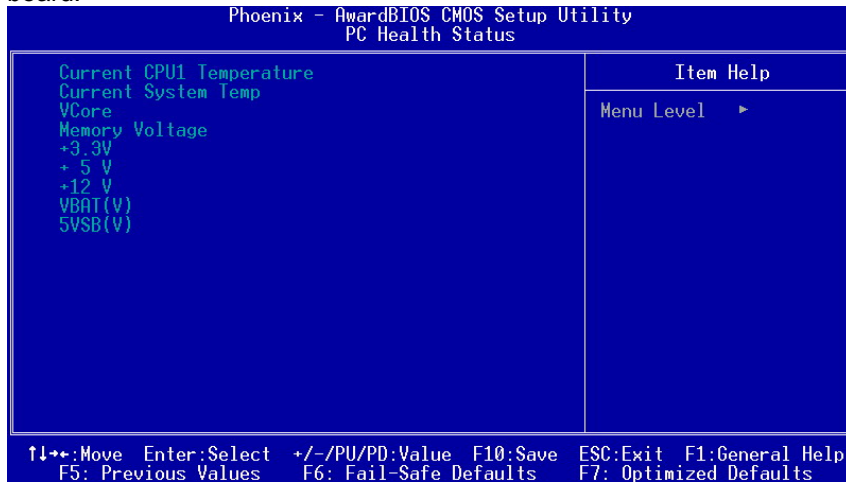 board.
Phoenix - AwardBIOS CMOS Setup Utility
PC Health Status
Current CPU1 Temperature
Current System Temp
VCore
Memory Voltage
+3.3V
+ 5 V
+12 V
VBAT(V)
5VSB(V)
Item Help
Menu Level ►
↑↓→←:Move Enter:Select +/-/PU/PD:Value F10:Save ESC:Exit F1:General Help
F5: Previous Values F6: Fail-Safe Defaults F7: Optimized Defaults